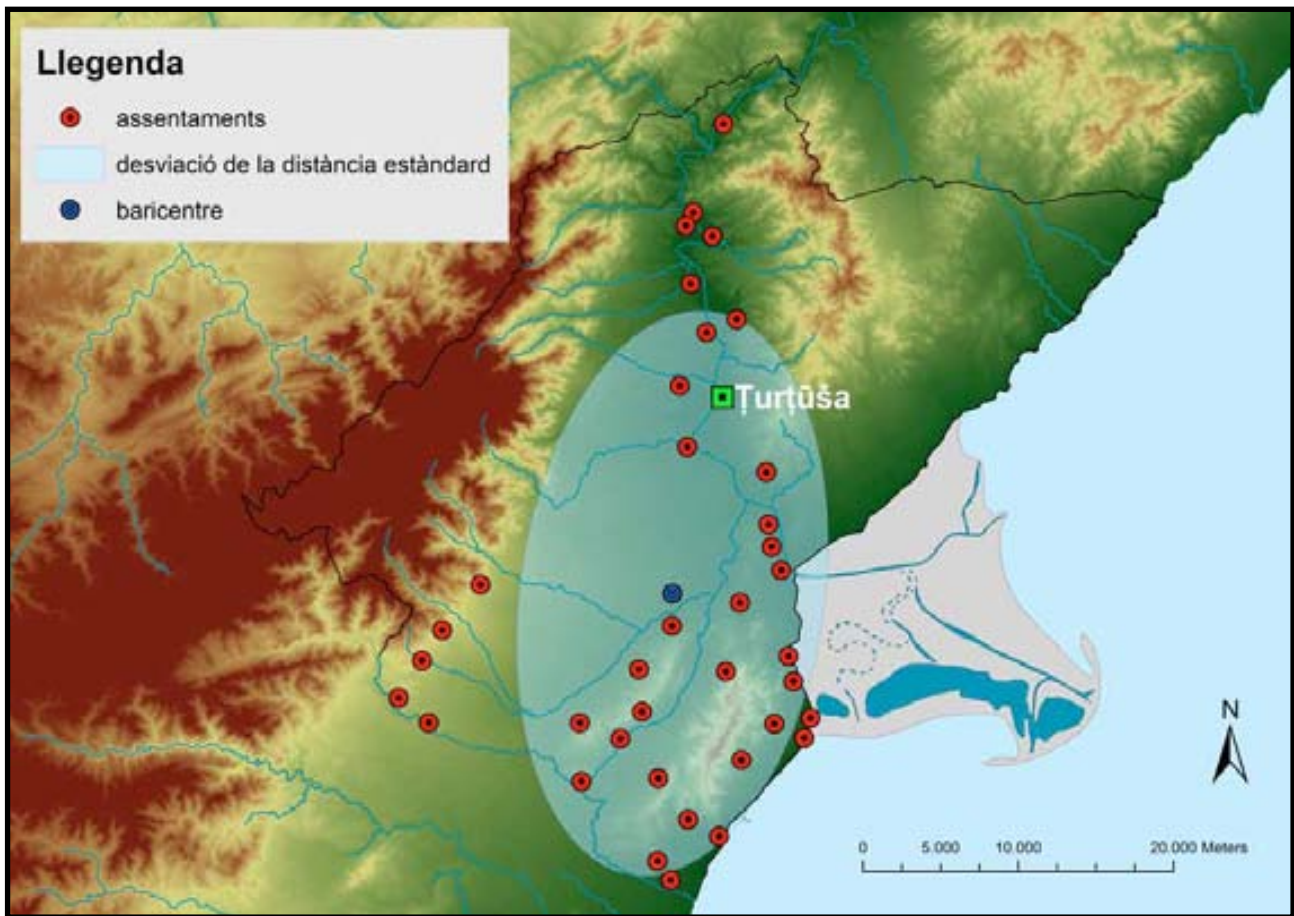 Llegenda
assentaments
desviació de la distància estàndard
baricentre
Ṭurṭūša
N
0 5.000 10.000 20.000 Meters